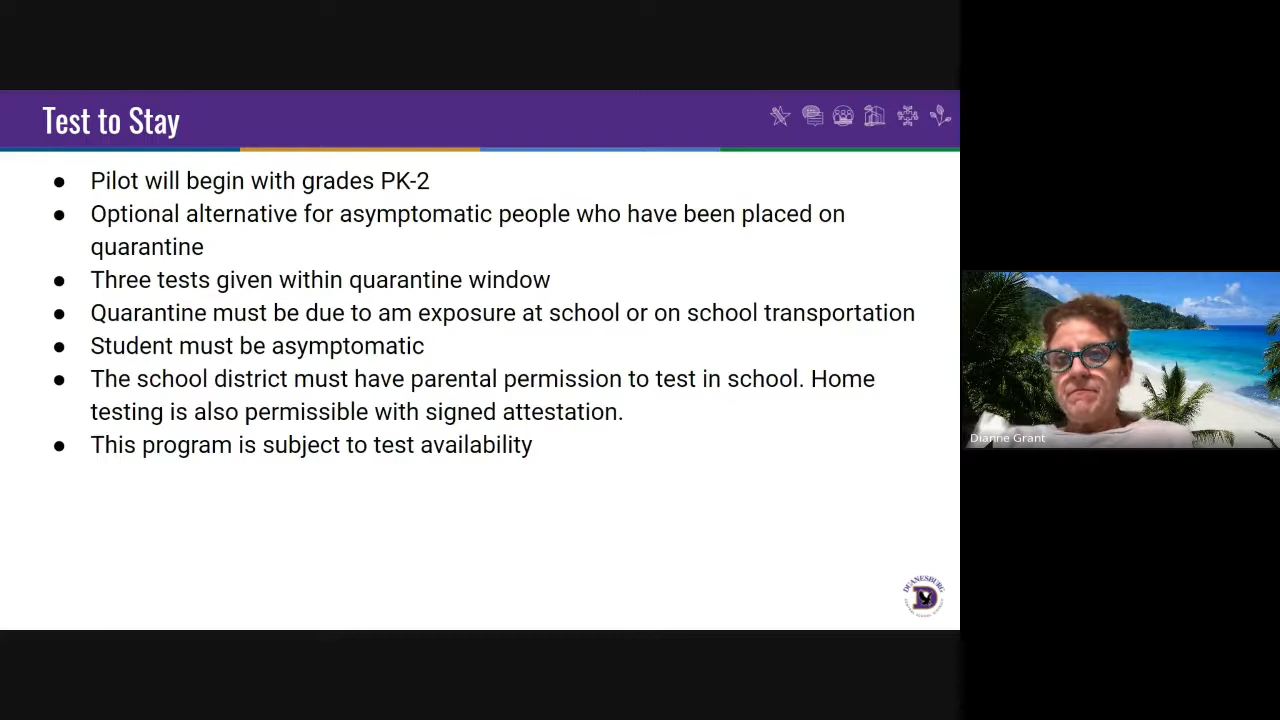 Test to Stay
● Pilot will begin with grades PK-2
● Optional alternative for asymptomatic people who have been placed on
quarantine
● Three tests given within quarantine window
● Quarantine must be due to am exposure at school or on school transportation
● Student must be asymptomatic
● The school district must have parental permission to test in school. Home
testing is also permissible with signed attestation.
● This program is subject to test availability
Dianne Grant
DUANESBURG
D